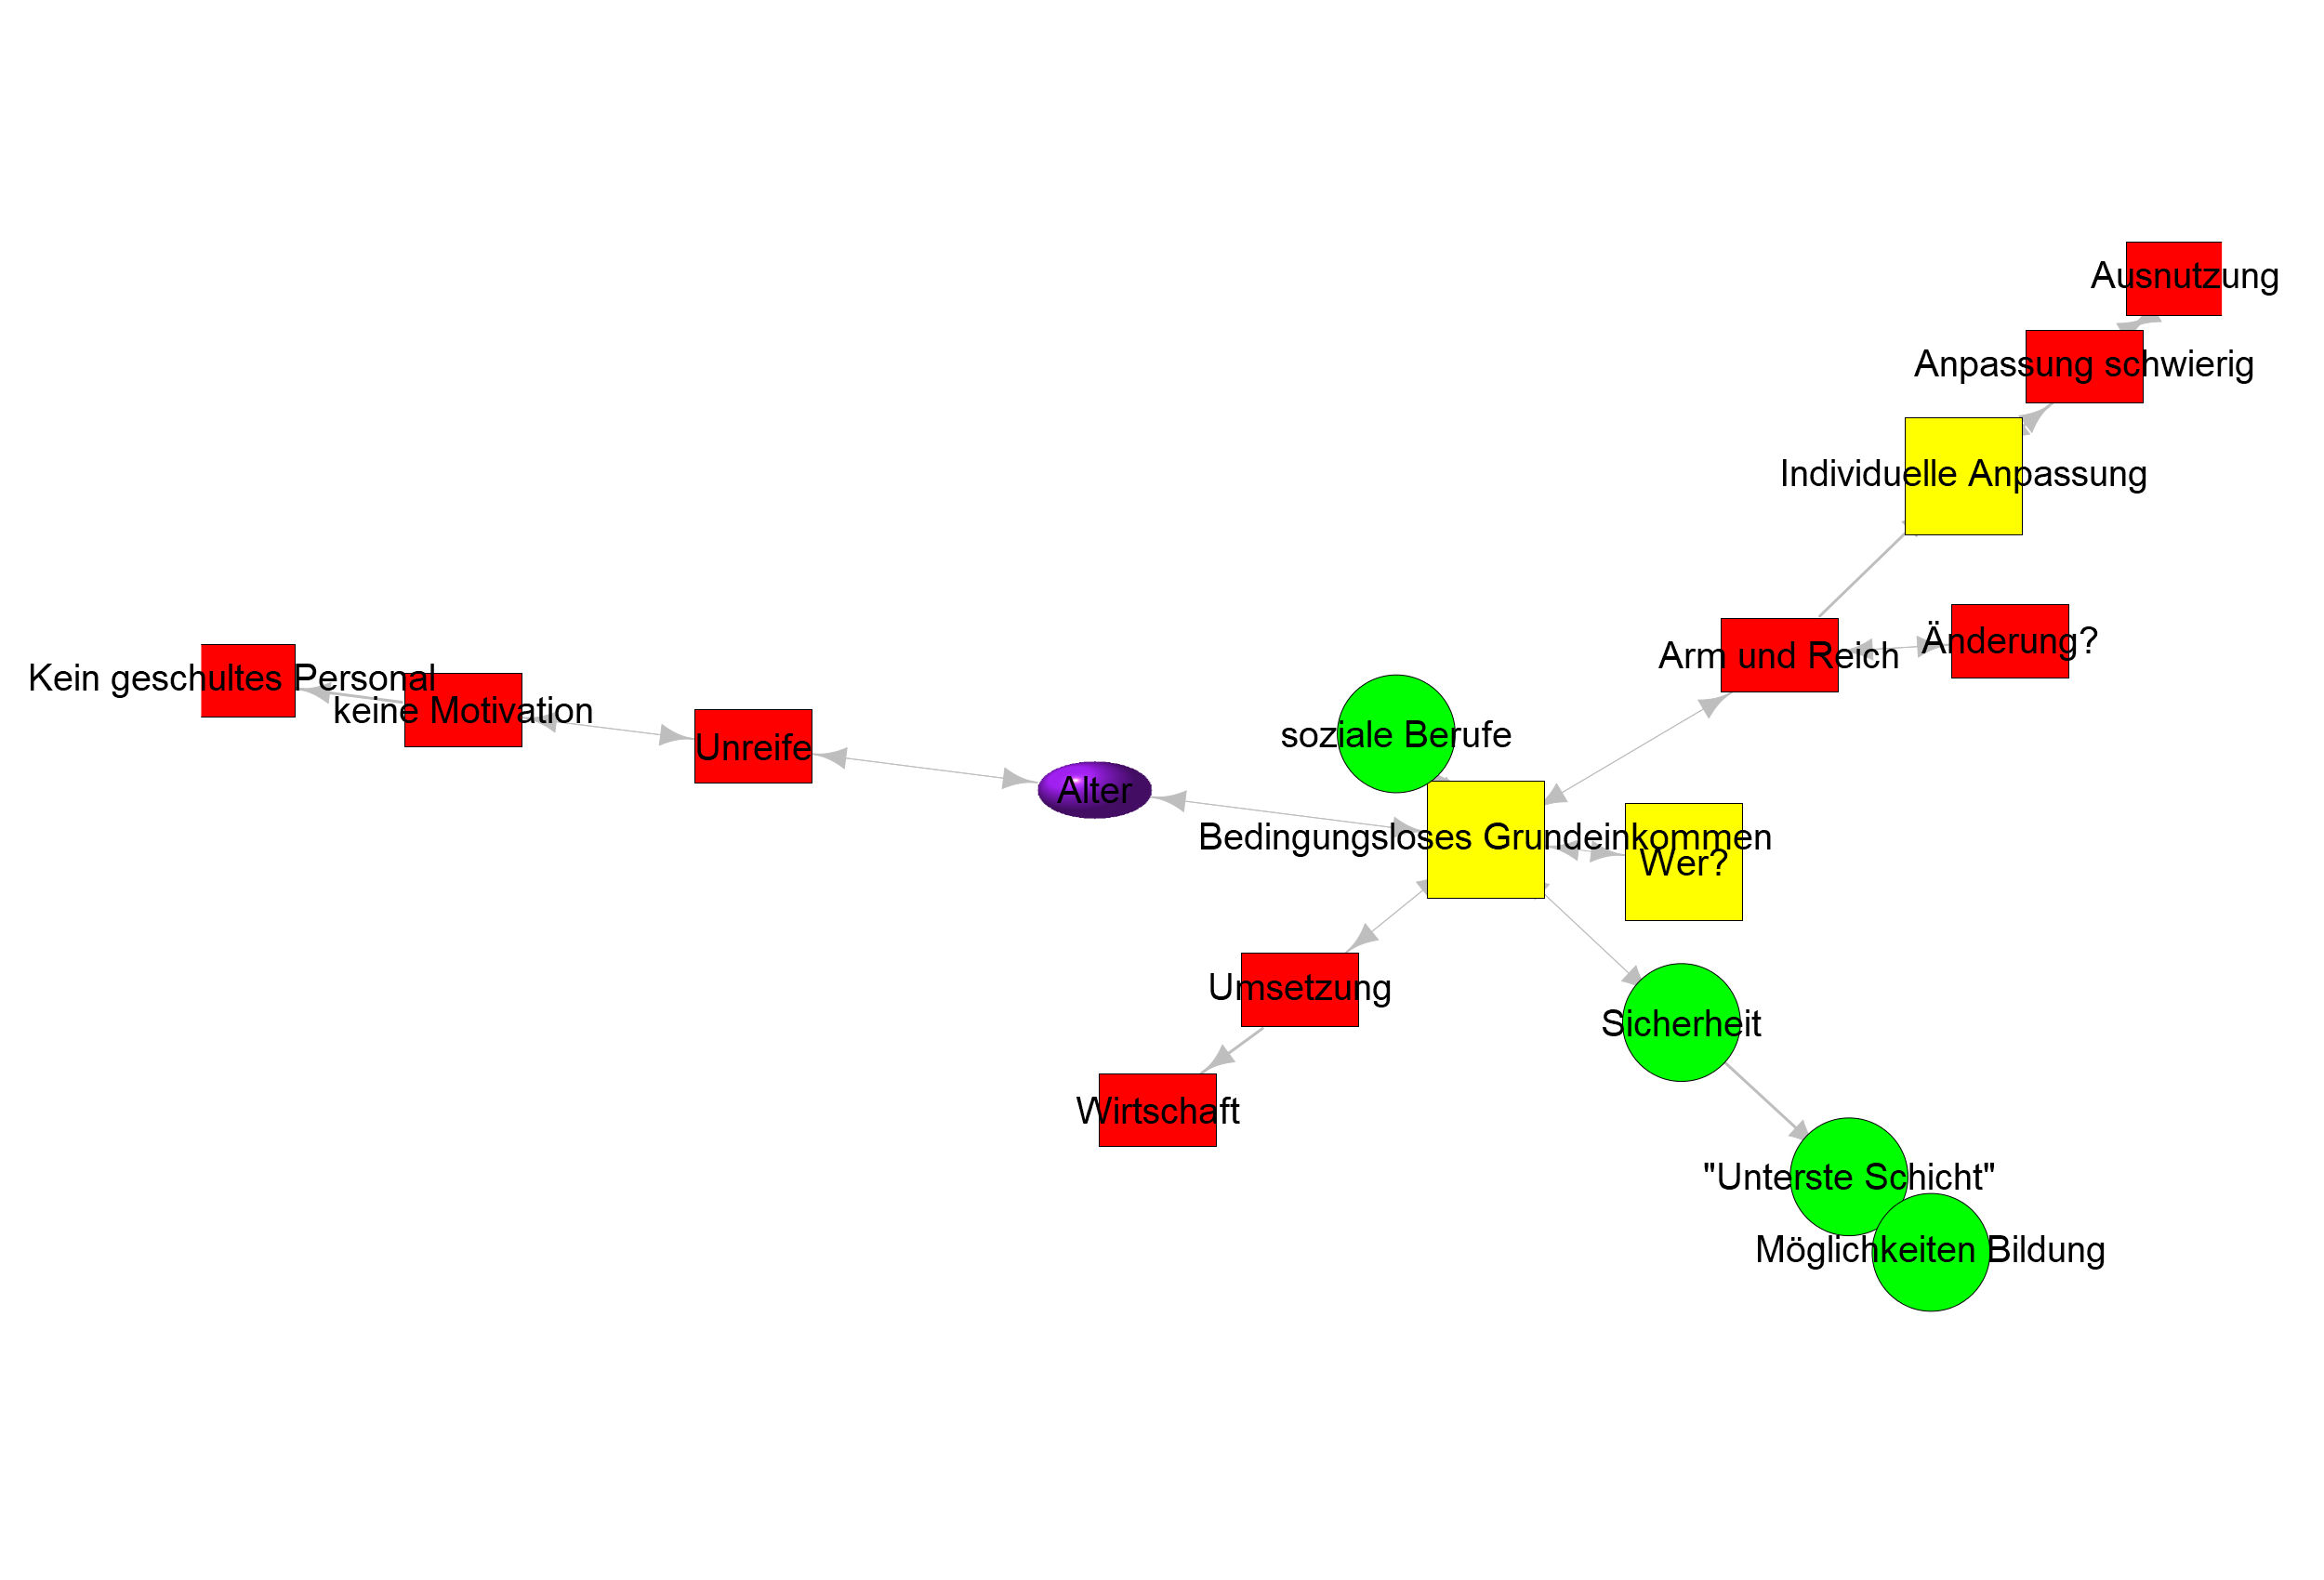 Ausnutzung
Anpassung schwierig
Individuelle Anpassung
Änderung?
Arm und Reich
Kein geschultes Personal
keine Motivation
soziale Berufe
Unreife
Alter
Bedingungsloses Grundeinkommen
Wer?
Umsetzung
Sicherheit
Wirtschaft
"Unterste Schicht"
Möglichkeiten Bildung